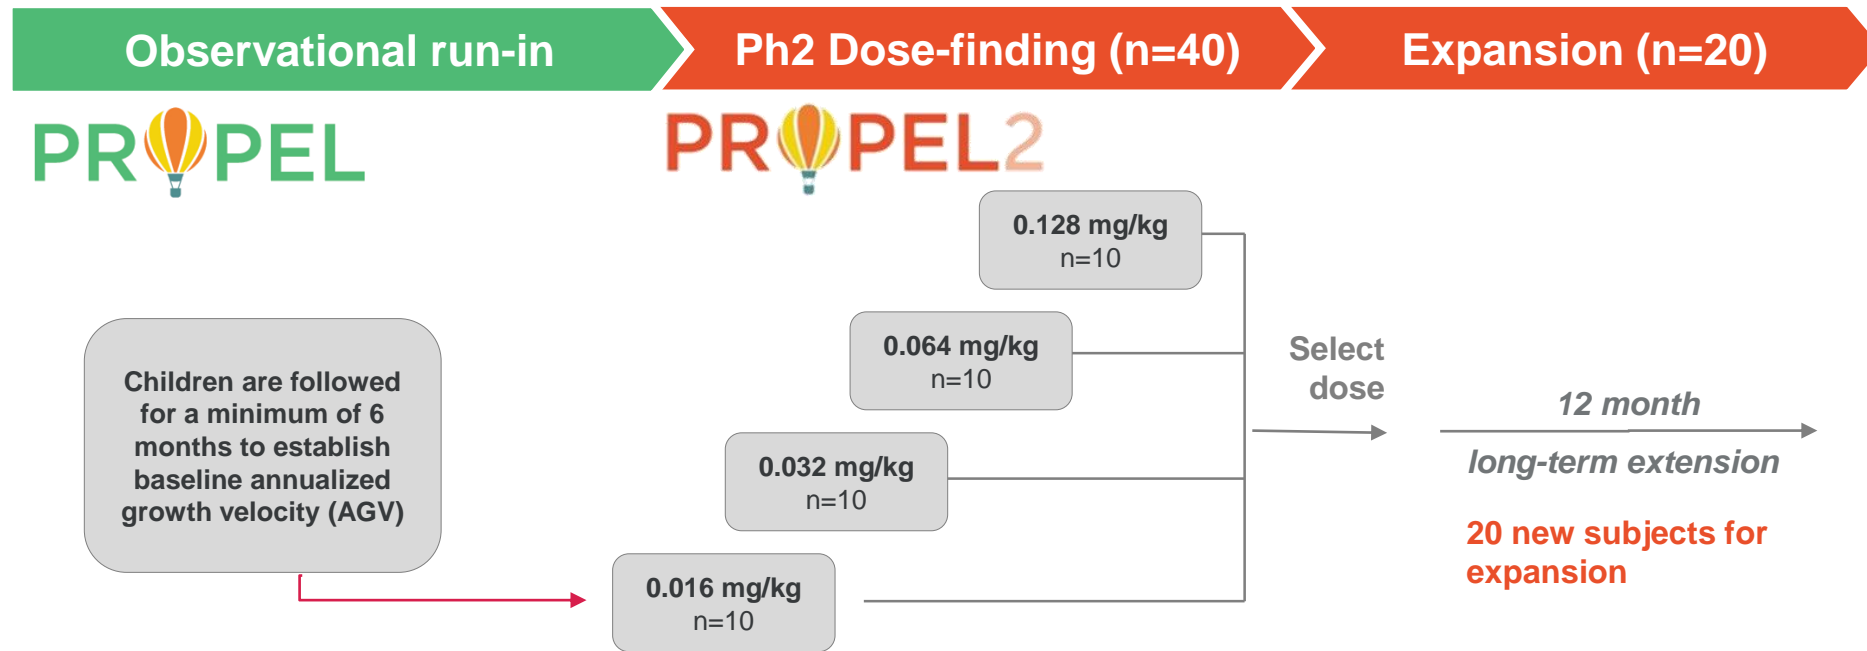 Observational run-in
Ph2 Dose-finding (n=40)
Expansion (n=20)
PROPEL
PROPEL2
0.128 mg/kg
n=10
0.064 mg/kg
n=10
0.032 mg/kg
n=10
0.016 mg/kg
n=10
Children are followed
for a minimum of 6
months to establish
baseline annualized
growth velocity (AGV)
Select
dose
12 month
long-term extension
20 new subjects for
expansion